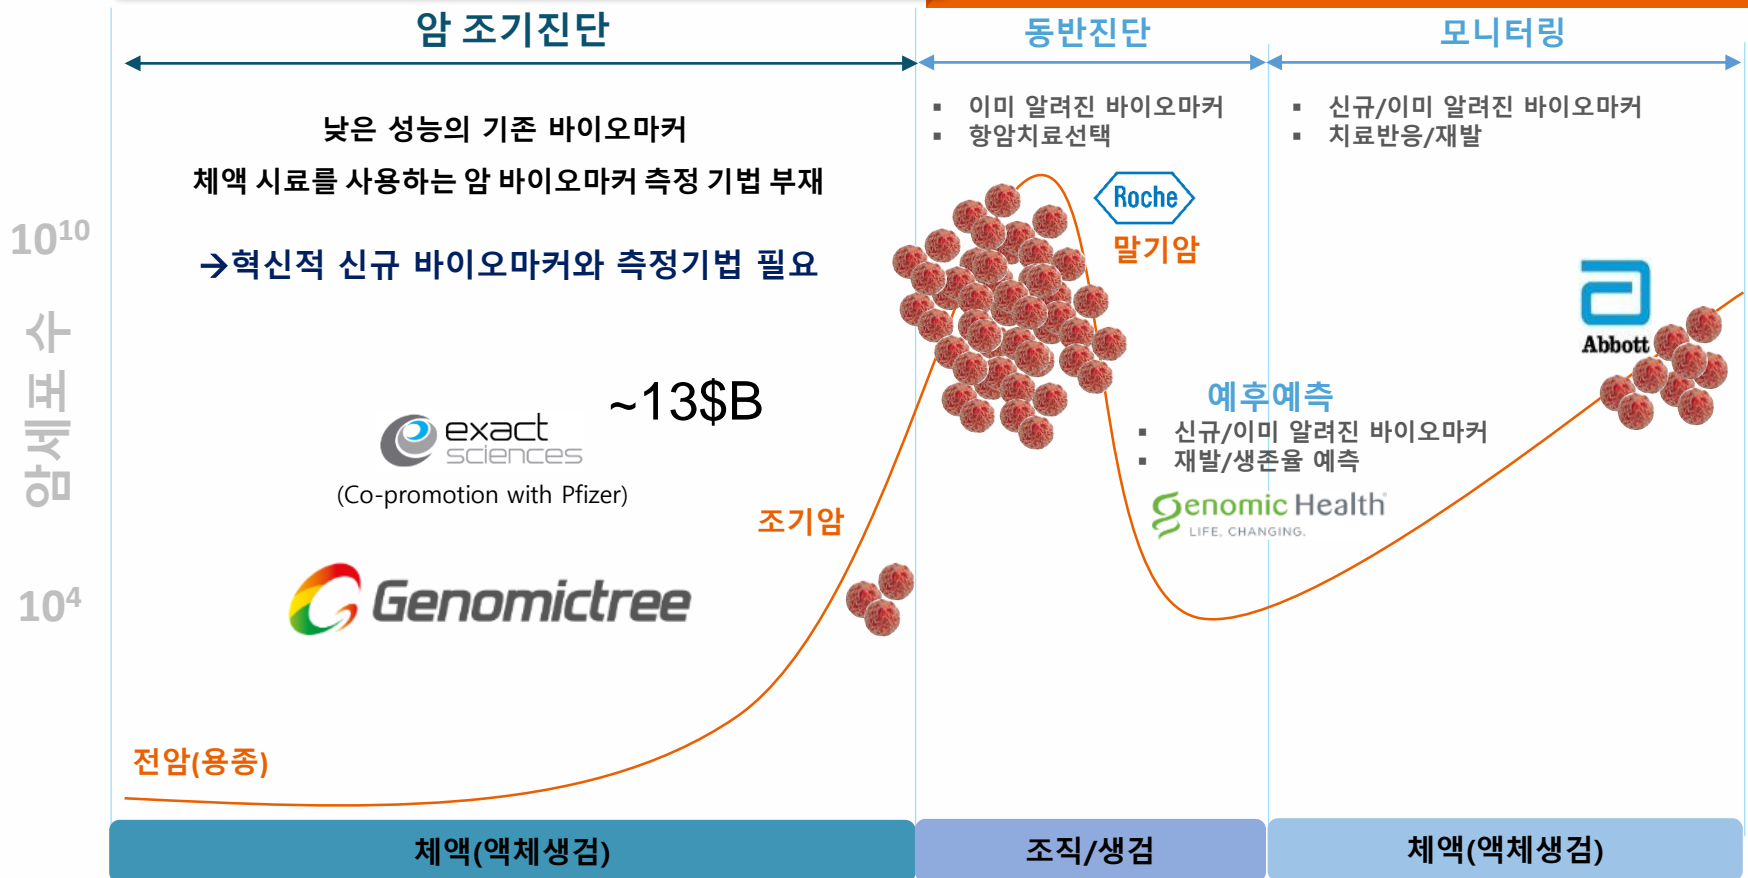 암 조기진단
동반진단
모니터링
낮은 성능의 기존 바이오마커
체액 시료를 사용하는 암 바이오마커 측정 기법 부재
→혁신적 신규 바이오마커와 측정기법 필요
▪ 이미 알려진 바이오마커
▪ 항암치료선택
▪ 신규/이미 알려진 바이오마커
▪ 치료반응/재발
Roche
말기암
10¹⁰
암세포 수
10⁴
~13$B
exact
sciences
(Co-promotion with Pfizer)
Genomictree
조기암
전암(용종)
예후예측
▪ 신규/이미 알려진 바이오마커
▪ 재발/생존율 예측
genomic Health
LIFE, CHANGING.
Abbott
체액(액체생검)
조직/생검
체액(액체생검)